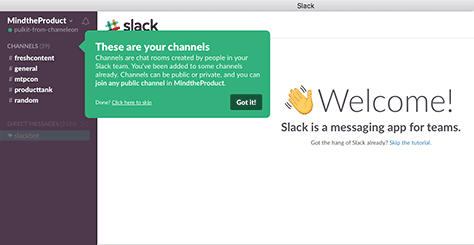 Slack
MindtheProduct
pulkit-from-chameleon
CHANNELS (39)
freshcontent
general
mtpcon
producttank
random
DIRECT MESSAGES
slackbot
slack
These are your channels
Channels are chat rooms created by people in your
Slack team. You've been added to some channels
already. Channels can be public or private, and you can
join any public channel in MindtheProduct.
Done? Click here to skip
Got it!
Welcome!
Slack is a messaging app for teams.
Got the hang of Slack already? Skip the tutorial.